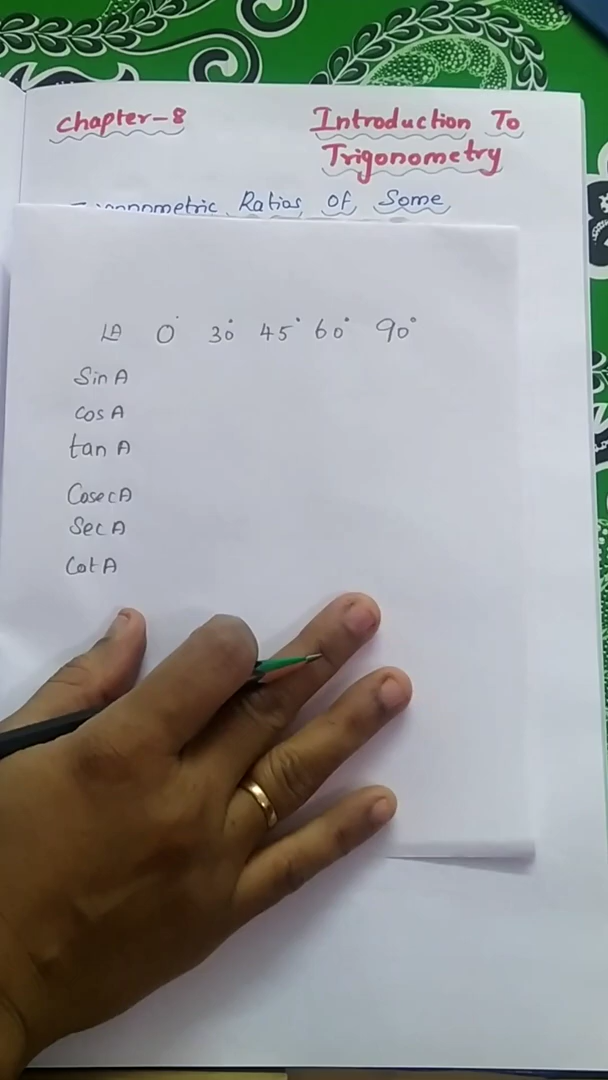 Chapter-8
Introduction To
Trigonometry
Ratios of Some
∠A 0° 30° 45° 60° 90°
Sin A
Cos A
tan A
Cosec A
Sec A
Cot A